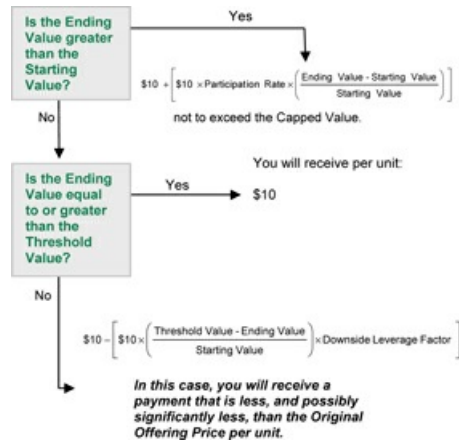 Is the Ending
Value greater
than the
Starting
Value?
Yes
$10 + [ $10 × Participation Rate × ( Ending Value - Starting Value / Starting Value ) ]
not to exceed the Capped Value.
No
You will receive per unit:
Is the Ending
Value equal
to or greater
than the
Threshold
Value?
Yes
$10
No
$10 − [ $10 × ( Threshold Value - Ending Value / Starting Value ) × Downside Leverage Factor ]
In this case, you will receive a
payment that is less, and possibly
significantly less, than the Original
Offering Price per unit.